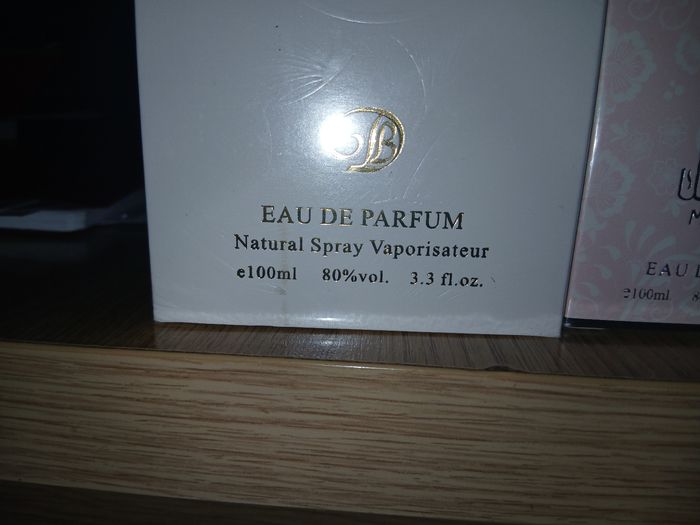 EAU DE PARFUM
Natural Spray Vaporisateur
e100ml 80%vol. 3.3 fl.oz.
EAU
e100ml